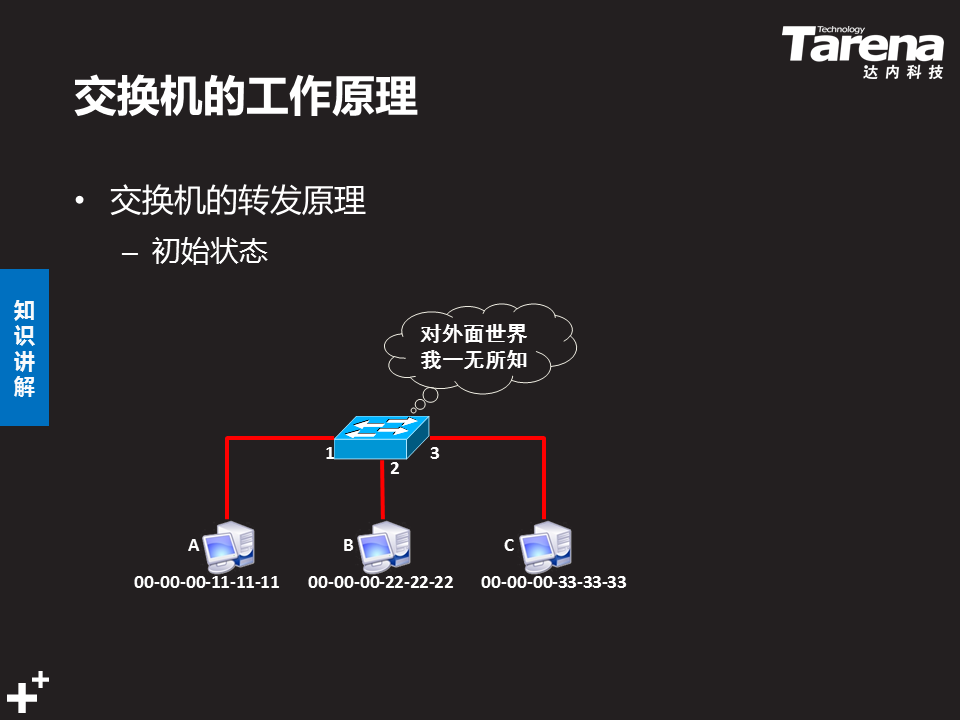 Technology
Tarena
达内科技
交换机的工作原理
• 交换机的转发原理
– 初始状态
知
识
讲
解
对外面世界
我一无所知
1
2
3
A
B
C
00-00-00-11-11-11
00-00-00-22-22-22
00-00-00-33-33-33